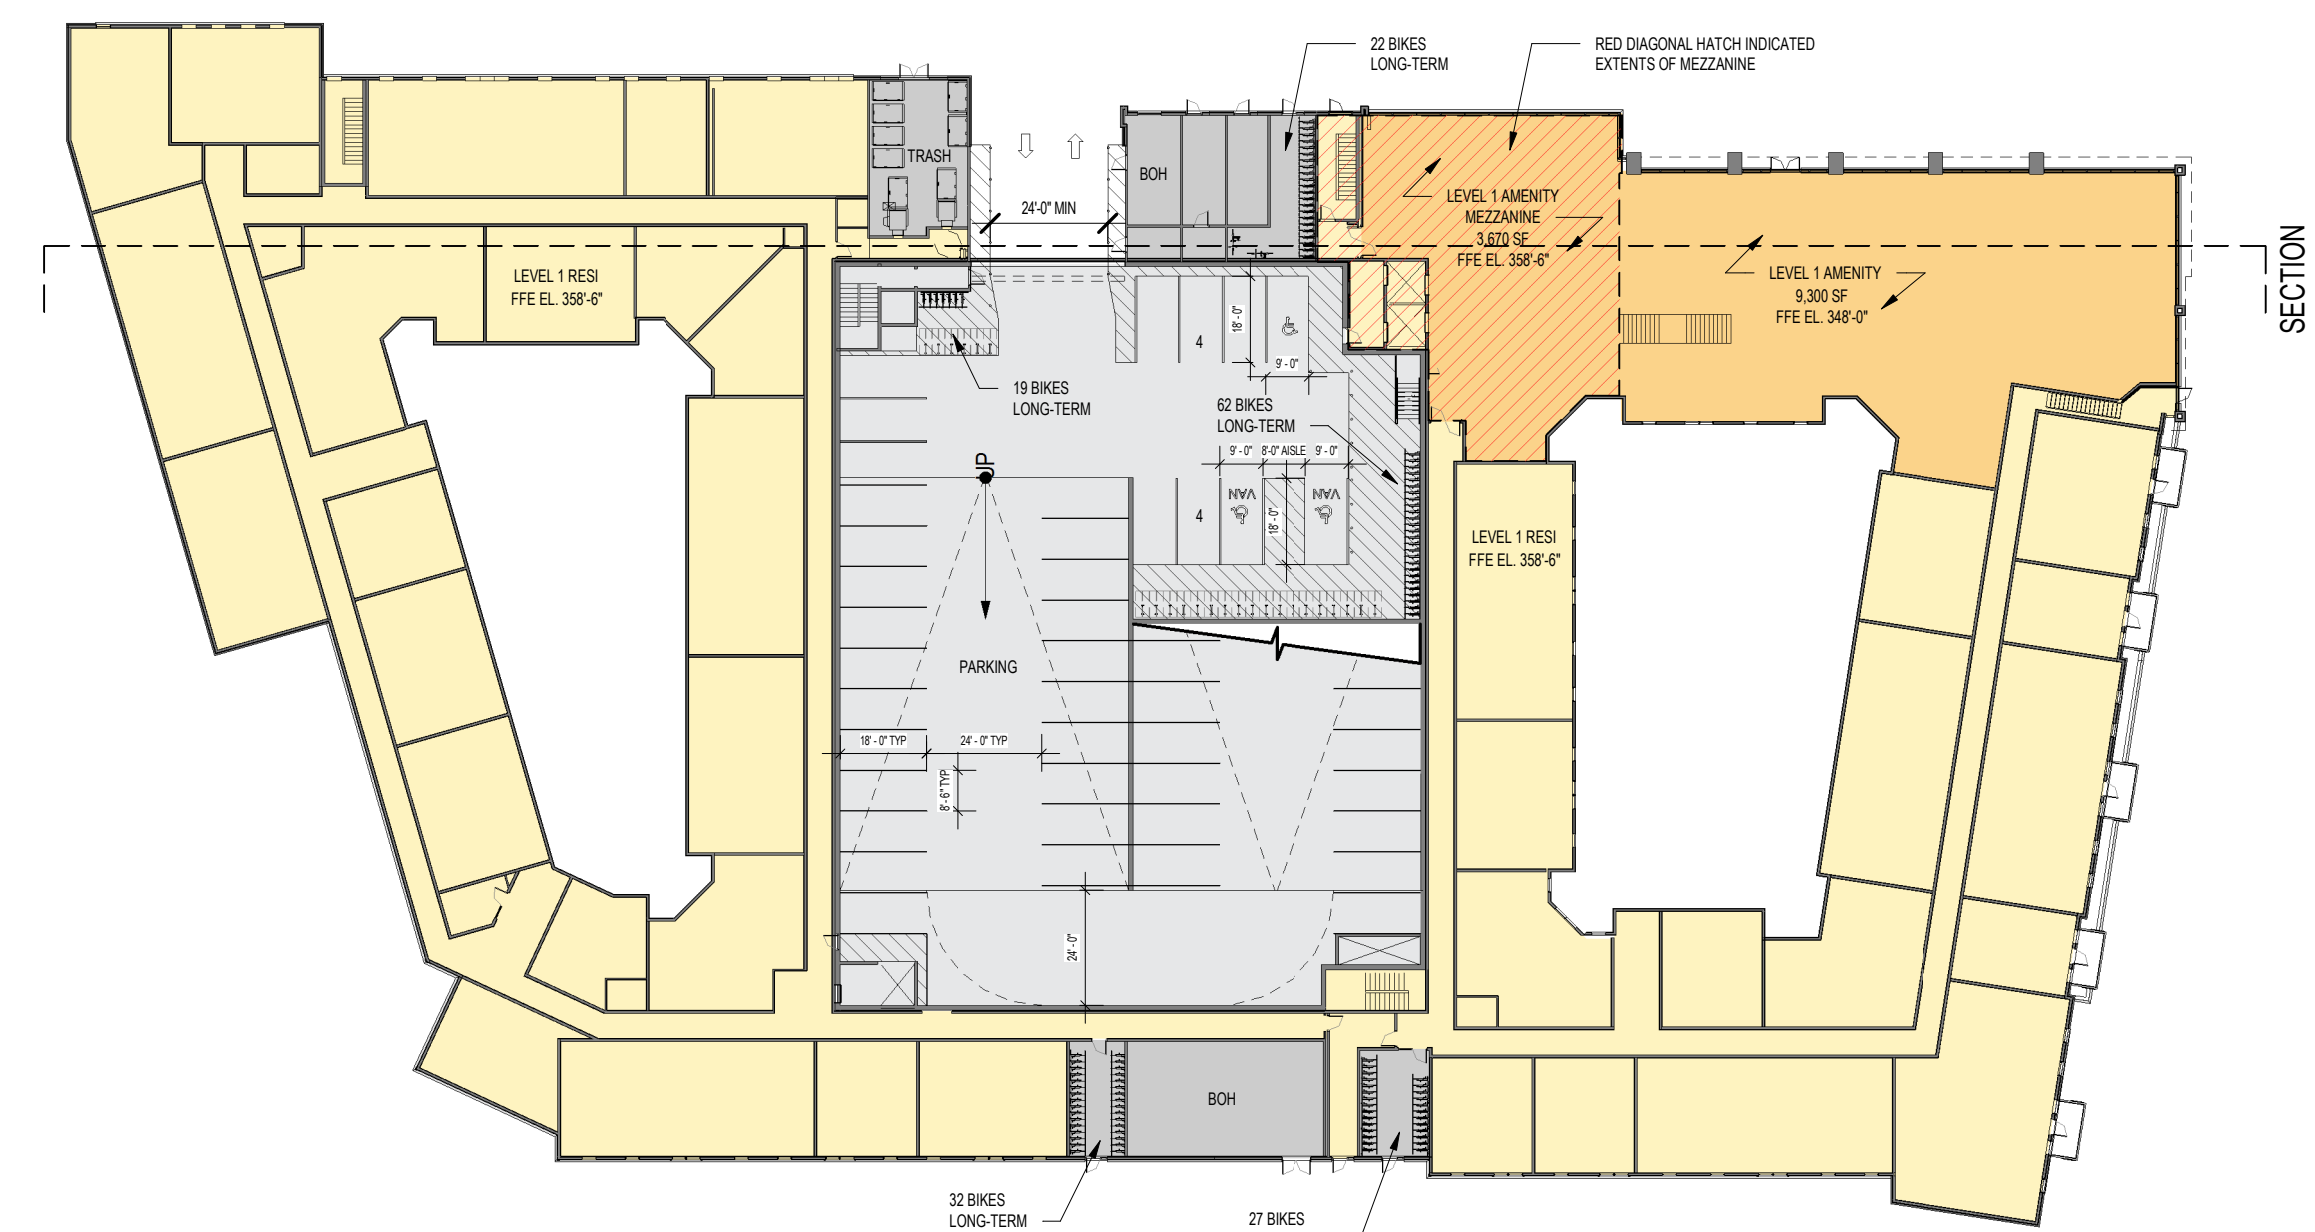 22 BIKES
LONG-TERM
RED DIAGONAL HATCH INDICATED
EXTENTS OF MEZZANINE
TRASH
BOH
24'-0" MIN
LEVEL 1 AMENITY
MEZZANINE
3,670 SF
FFE EL. 358'-6"
LEVEL 1 AMENITY
9,300 SF
FFE EL. 348'-0"
SECTION
LEVEL 1 RESI
FFE EL. 358'-6"
18' - 0"
4
9' - 0"
19 BIKES
LONG-TERM
62 BIKES
LONG-TERM
9' - 0"
8'-0" AISLE
9' - 0"
UP
VAN
VAN
4
18' - 0"
LEVEL 1 RESI
FFE EL. 358'-6"
PARKING
18' - 0" TYP
24' - 0" TYP
8' - 6" TYP
24' - 0"
BOH
32 BIKES
LONG-TERM
27 BIKES